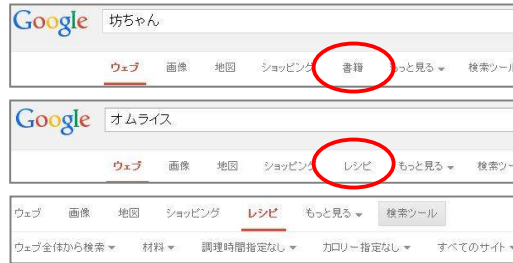 Google 坊ちゃん
ウェブ 画像 地図 ショッピング 書籍 もっと見る 検索ツール
Google オムライス
ウェブ 画像 地図 ショッピング レシピ もっと見る 検索ツー
ウェブ 画像 地図 ショッピング レシピ もっと見る 検索ツール
ウェブ全体から検索 材料 調理時間指定なし カロリー指定なし すべてのサイト